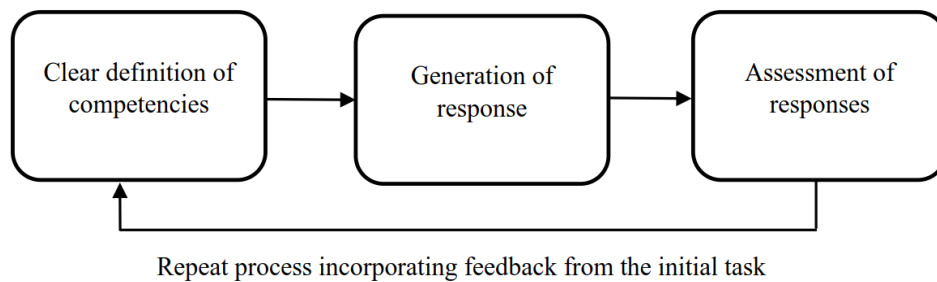 Clear definition of
competencies
Generation of
response
Assessment of
responses
Repeat process incorporating feedback from the initial task